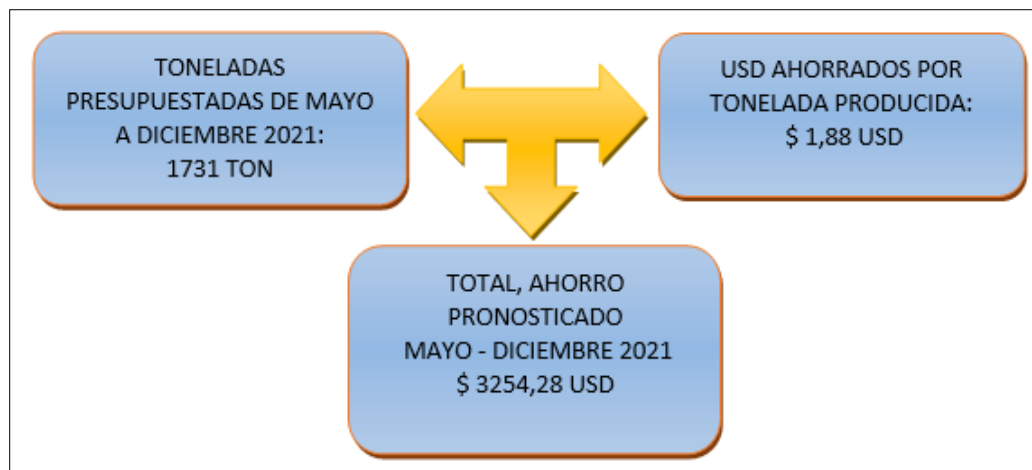 TONELADAS
PRESUPUESTADAS DE MAYO
A DICIEMBRE 2021:
1731 TON
USD AHORRADOS POR
TONELADA PRODUCIDA:
$ 1,88 USD
TOTAL, AHORRO
PRONOSTICADO
MAYO - DICIEMBRE 2021
$ 3254,28 USD